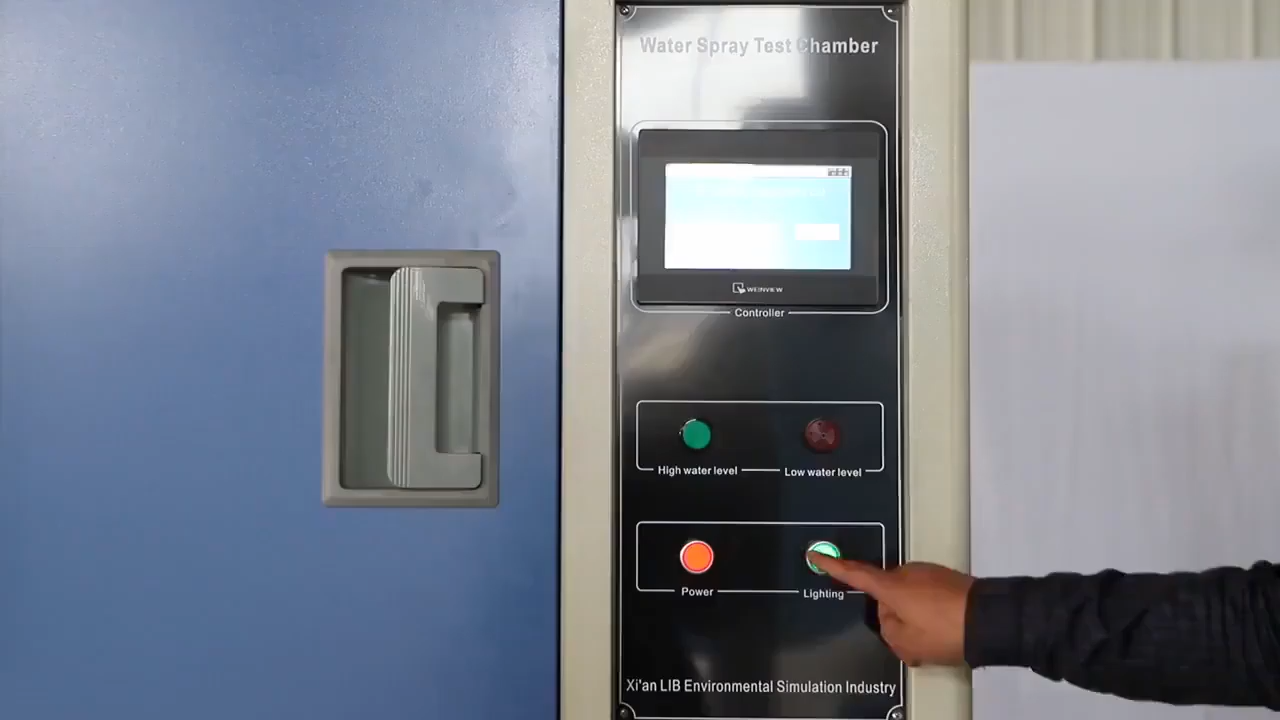 Water Spray Test Chamber
WEINVIEW
Controller
High water level
Low water level
Power
Lighting
Xi'an LIB Environmental Simulation Industry